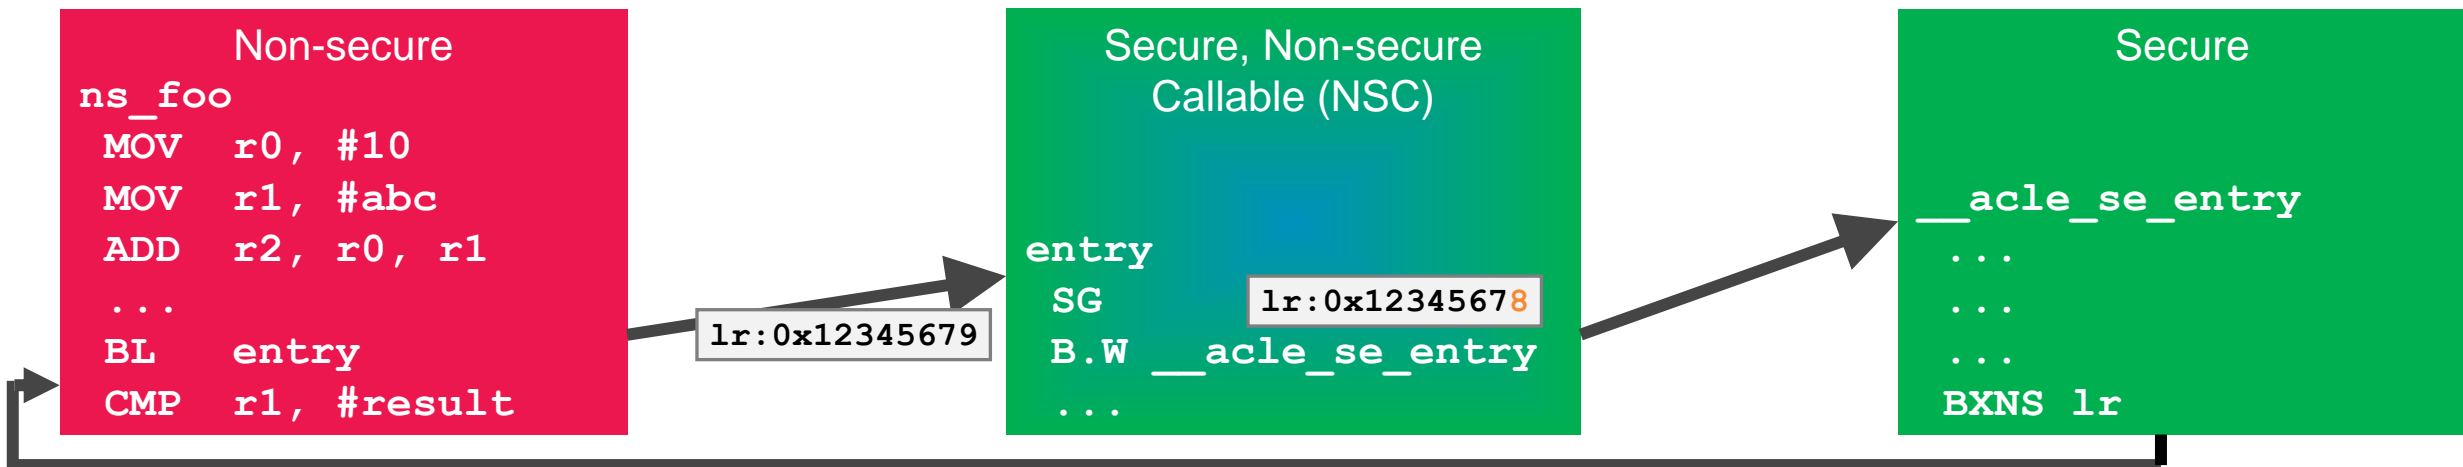 Non-secure
ns_foo
MOV r0, #10
MOV r1, #abc
ADD r2, r0, r1
...
BL entry
CMP r1, #result
lr:0x12345679
Secure, Non-secure
Callable (NSC)
entry
SG
lr:0x12345678
B.W __acle_se_entry
...
Secure
__acle_se_entry
...
...
...
BXNS lr